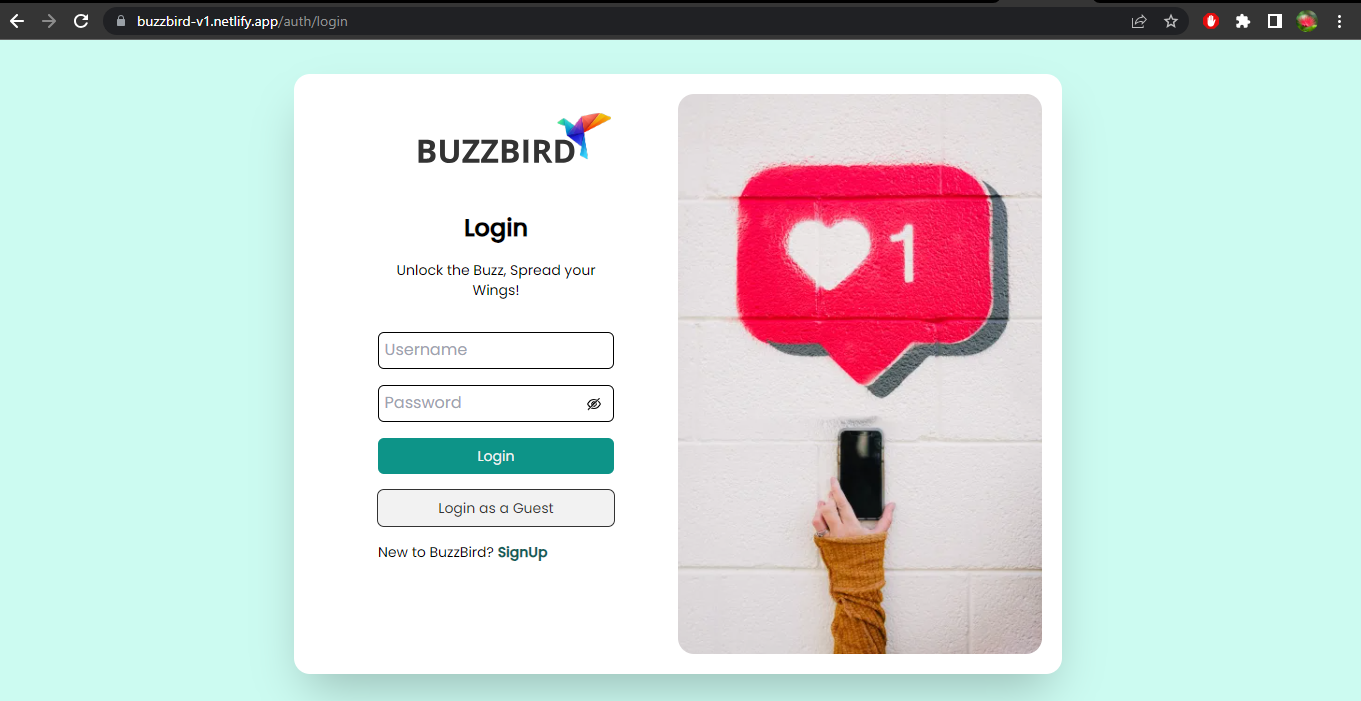 buzzbird-v1.netlify.app/auth/login
BUZZBIRD
Login
Unlock the Buzz, Spread your
Wings!
Username
Password
Login
Login as a Guest
New to BuzzBird? SignUp
1